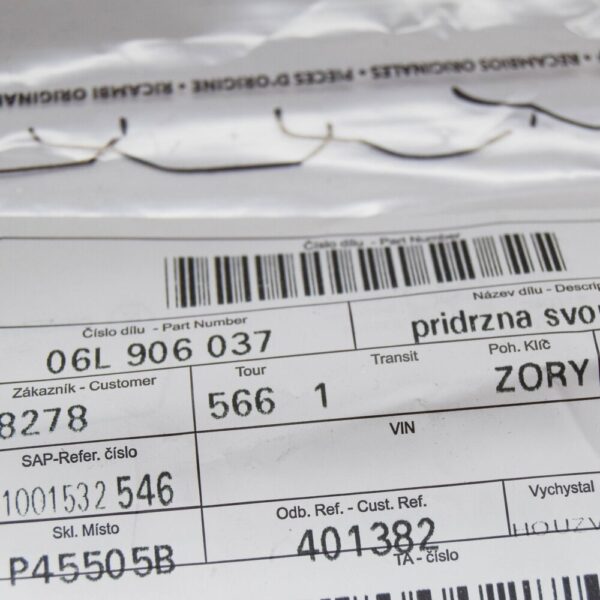 RECAMBIOS ORIGINALES • PIECES D'ORIGINE • RICAMBI ORIGINALI
Číslo dílu - Part Number
Číslo dílu - Part Number
Název dílu - Descrip
06L 906 037
pridrzna svo
Zákazník - Customer
Tour
Transit
Poh. Klíč
8278
566 1
ZORY
SAP-Refer. číslo
VIN
1001532 546
Skl. Místo
Odb. Ref. - Cust. Ref.
Vychystal
P45505B
401382
HOUZV
TA - číslo